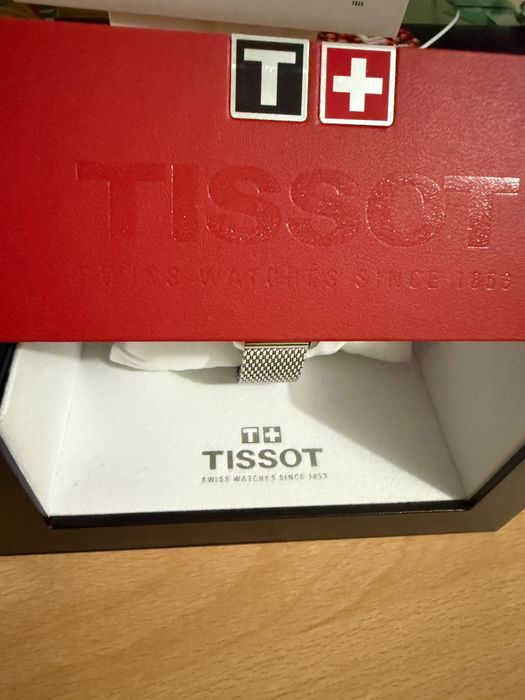 T+
TISSOT
SWISS WATCHES SINCE 1853
T+
TISSOT
SWISS WATCHES SINCE 1853